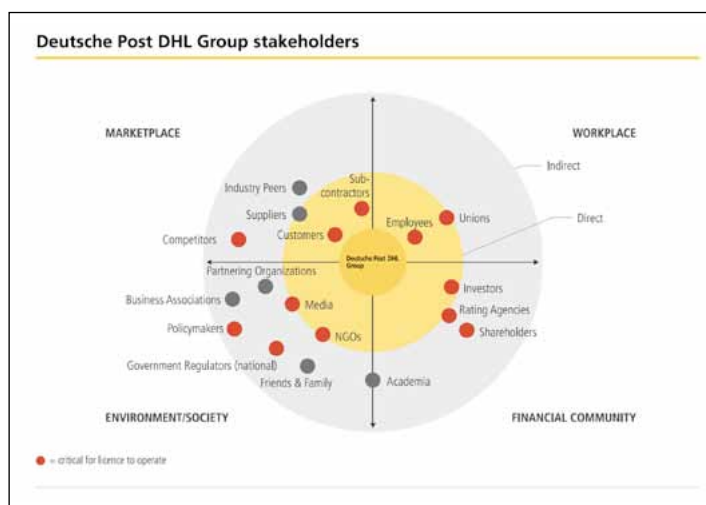 Deutsche Post DHL Group stakeholders
MARKETPLACE
WORKPLACE
Indirect
Sub-
contractors
Industry Peers
Suppliers
Employees
Unions
Direct
Customers
Competitors
Deutsche Post DHL
Group
Partnering Organizations
Investors
Business Associations
Media
Rating Agencies
Policymakers
Shareholders
NGOs
Government Regulators (national)
Friends & Family
Academia
ENVIRONMENT/SOCIETY
FINANCIAL COMMUNITY
= critical for licence to operate